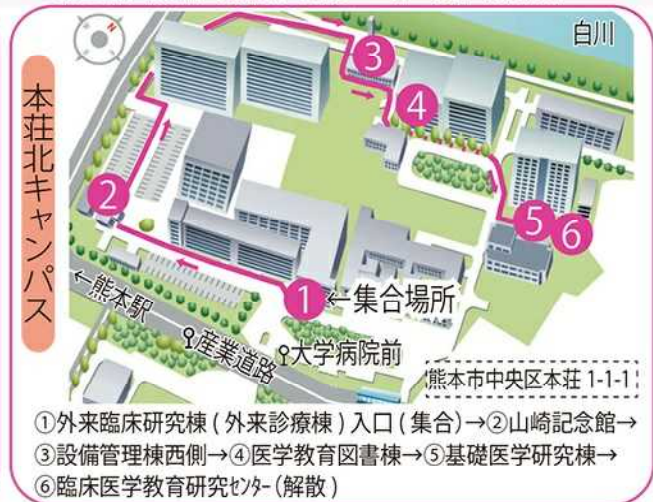 N
白川
本荘北キャンパス
③
④
②
⑤
⑥
①
←集合場所
←熊本駅
産業道路
大学病院前
熊本市中央区本荘 1-1-1
①外来臨床研究棟 ( 外来診療棟 ) 入口 ( 集合)→②山崎記念館→
③設備管理棟西側→④医学教育図書棟→⑤基礎医学研究棟→
⑥臨床医学教育研究ｾﾝﾀｰ(解散 )